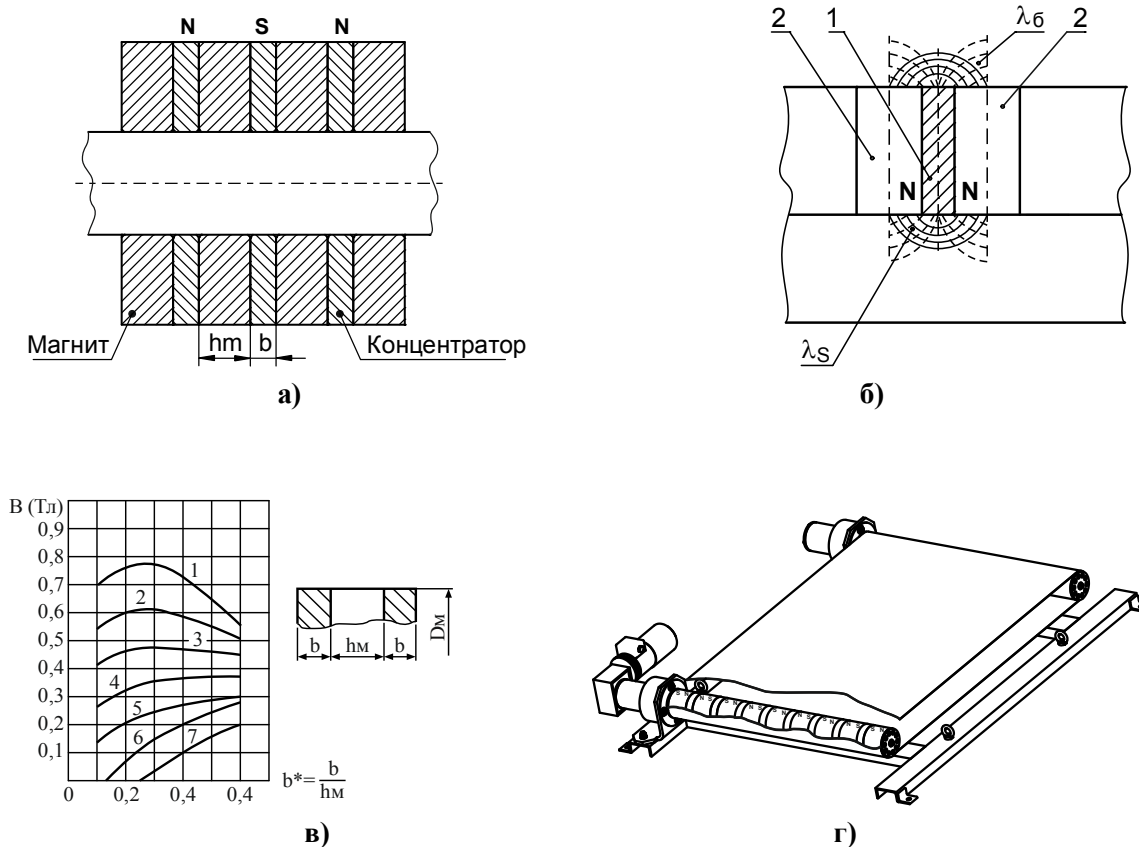 N S N
Магнит
hm b
Концентратор
а)
2 1 λб 2
N N
λS
б)
В (Тл)
0,9
0,8
0,7
0,6
0,5
0,4
0,3
0,2
0,1
0 0,2 0,4 0,4
1
2
3
4
5
6
7
b*= b
hм
b hм b
Dм
в)
г)